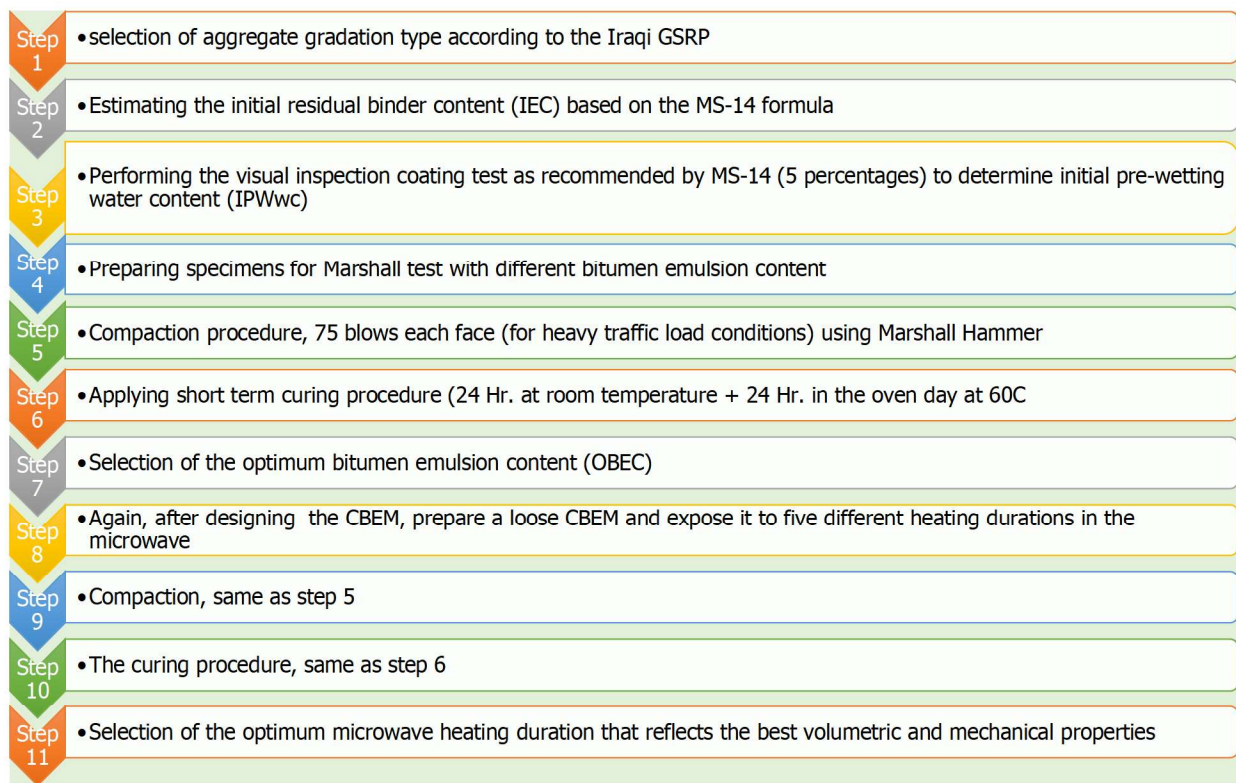 Step
1
•selection of aggregate gradation type according to the Iraqi GSRP
Step
2
•Estimating the initial residual binder content (IEC) based on the MS-14 formula
Step
3
•Performing the visual inspection coating test as recommended by MS-14 (5 percentages) to determine initial pre-wetting
water content (IPWwc)
Step
4
•Preparing specimens for Marshall test with different bitumen emulsion content
Step
5
•Compaction procedure, 75 blows each face (for heavy traffic load conditions) using Marshall Hammer
Step
6
•Applying short term curing procedure (24 Hr. at room temperature + 24 Hr. in the oven day at 60C
Step
7
•Selection of the optimum bitumen emulsion content (OBEC)
Step
8
•Again, after designing the CBEM, prepare a loose CBEM and expose it to five different heating durations in the
microwave
Step
9
•Compaction, same as step 5
Step
10
•The curing procedure, same as step 6
Step
11
•Selection of the optimum microwave heating duration that reflects the best volumetric and mechanical properties